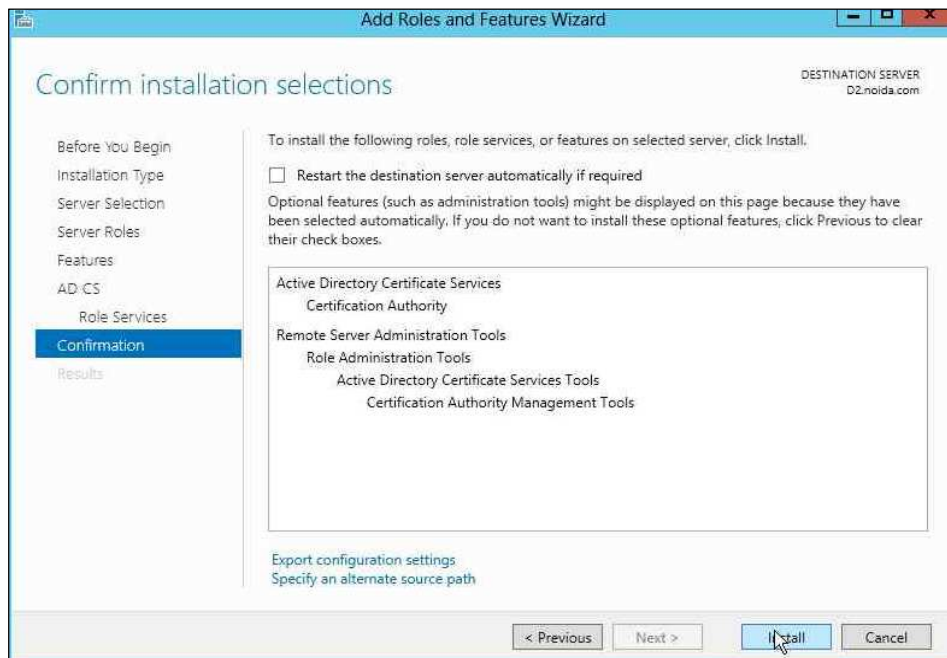 Add Roles and Features Wizard
Confirm installation selections
DESTINATION SERVER
D2.noida.com
Before You Begin
Installation Type
Server Selection
Server Roles
Features
AD CS
Role Services
Confirmation
Results
To install the following roles, role services, or features on selected server, click Install.
Restart the destination server automatically if required
Optional features (such as administration tools) might be displayed on this page because they have
been selected automatically. If you do not want to install these optional features, click Previous to clear
their check boxes.
Active Directory Certificate Services
Certification Authority
Remote Server Administration Tools
Role Administration Tools
Active Directory Certificate Services Tools
Certification Authority Management Tools
Export configuration settings
Specify an alternate source path
< Previous
Next >
Install
Cancel